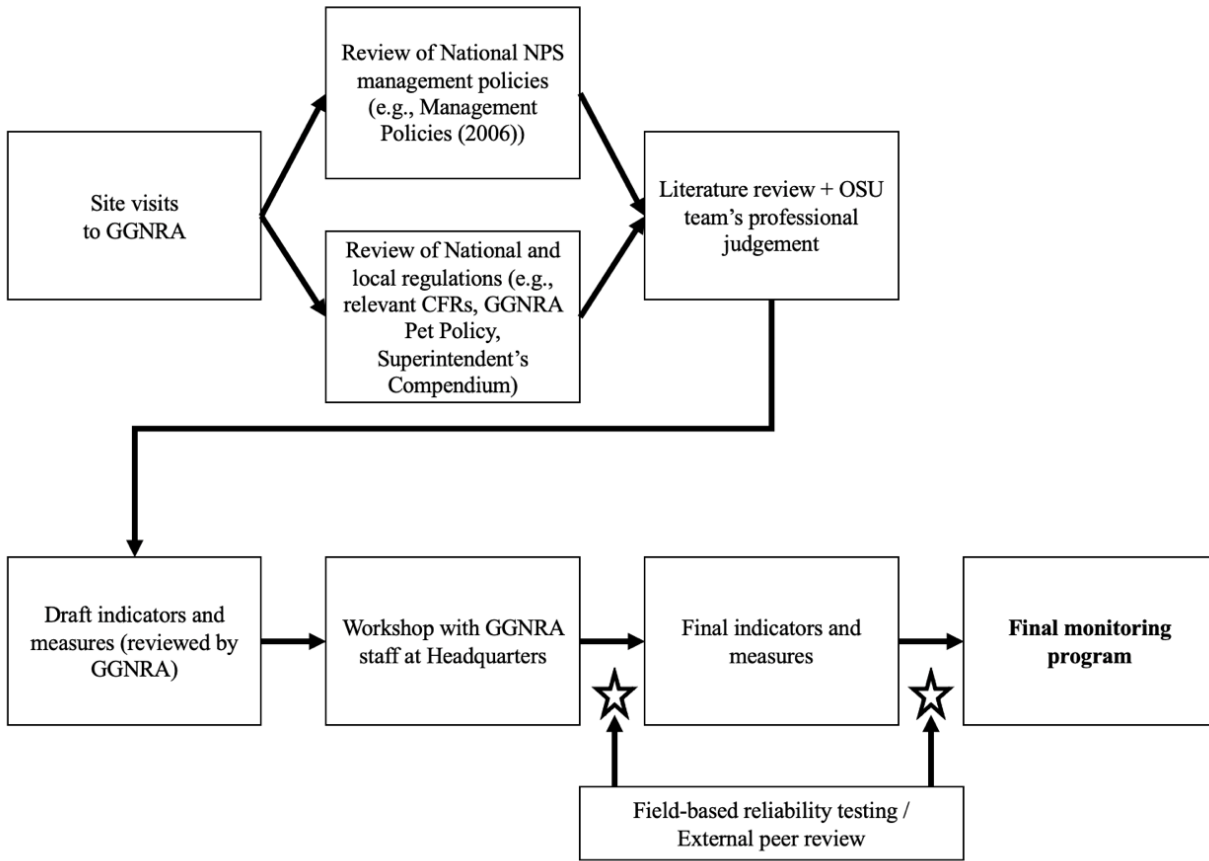 Review of National NPS
management policies
(e.g., Management
Policies (2006))
Site visits
to GGNRA
Review of National and
local regulations (e.g.,
relevant CFRs, GGNRA
Pet Policy,
Superintendent's
Compendium)
Literature review + OSU
team's professional
judgement
Draft indicators and
measures (reviewed by
GGNRA)
Workshop with GGNRA
staff at Headquarters
Final indicators and
measures
Final monitoring
program
Field-based reliability testing /
External peer review